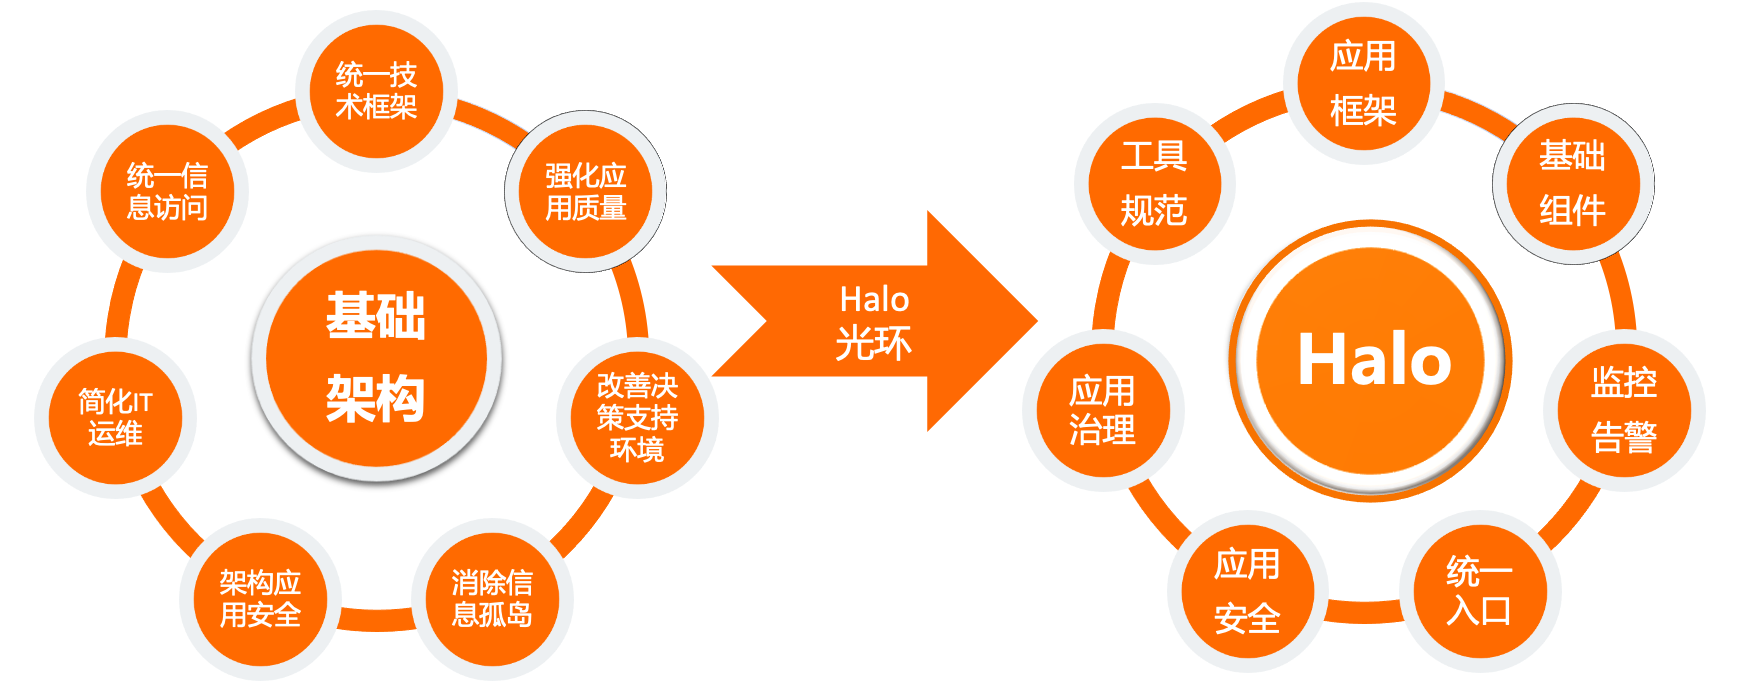 统一技
术框架
强化应
用质量
改善决
策支持
环境
消除信
息孤岛
架构应
用安全
简化IT
运维
统一信
息访问
基础
架构
Halo
光环
应用
框架
基础
组件
监控
告警
统一
入口
应用
安全
应用
治理
工具
规范
Halo